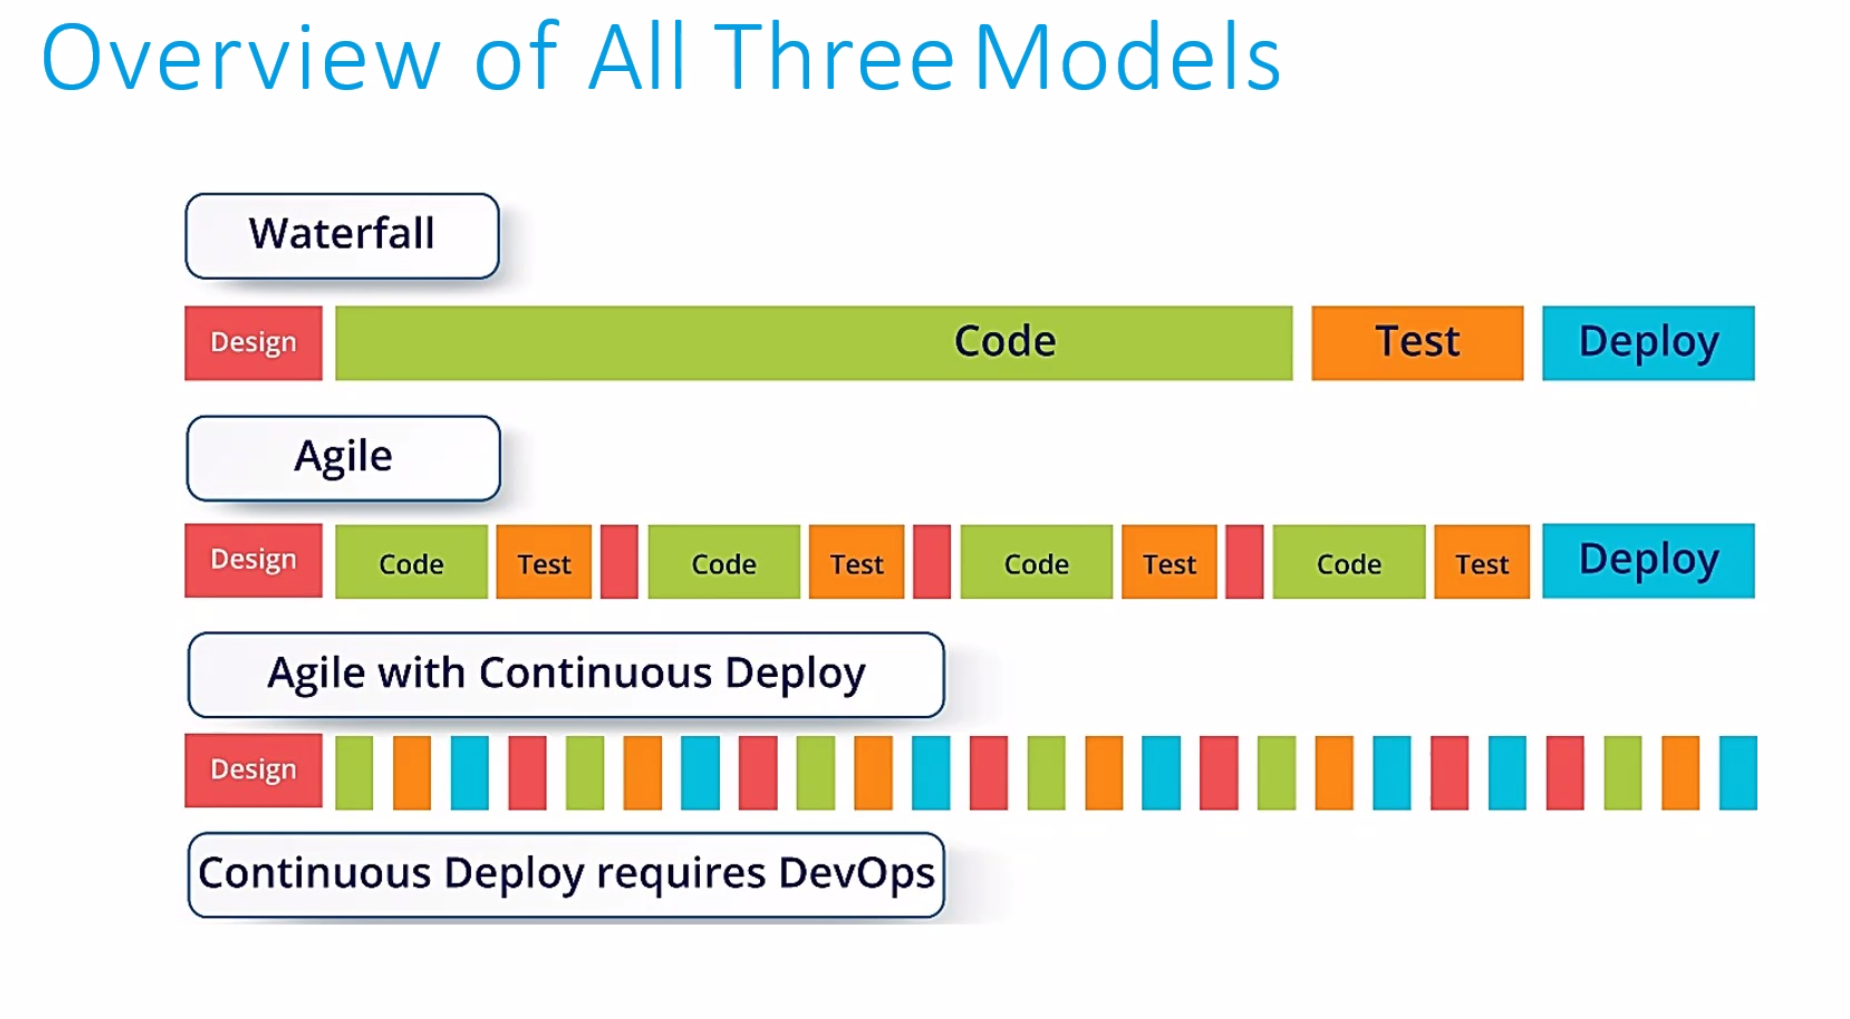 Overview of All Three Models
Waterfall
Design Code Test Deploy
Agile
Design Code Test Code Test Code Test Code Test Deploy
Agile with Continuous Deploy
Design
Continuous Deploy requires DevOps